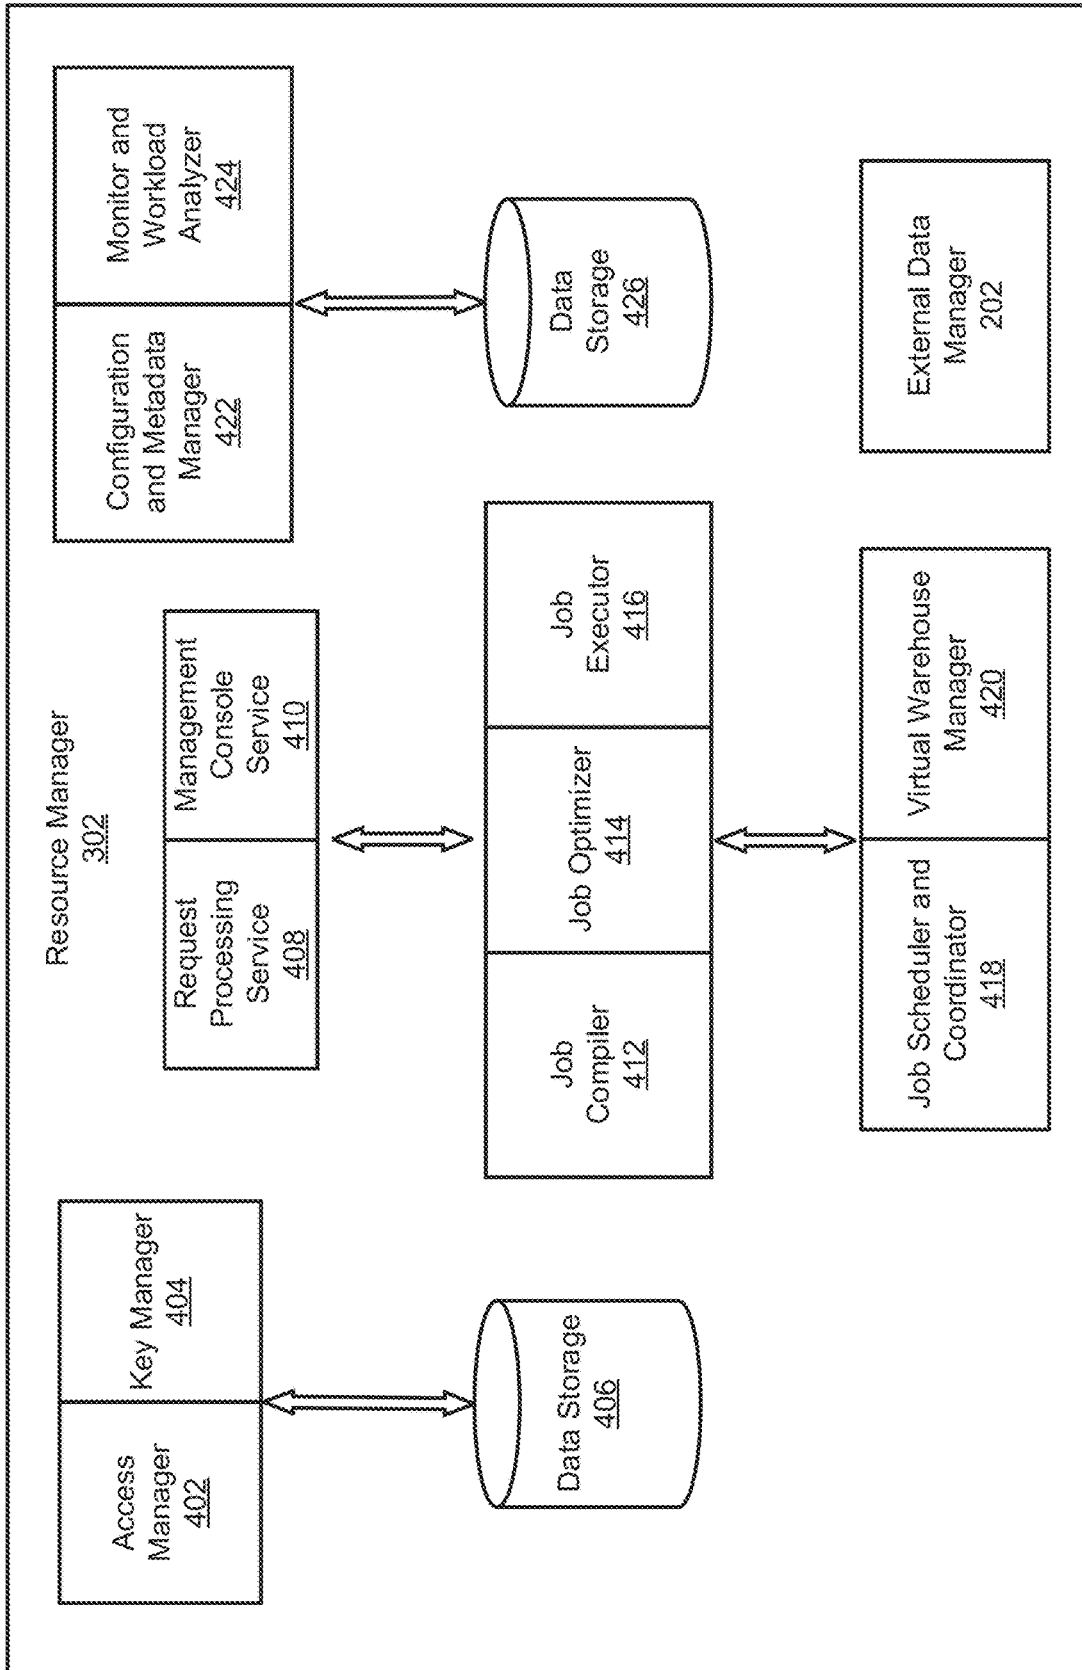 Resource Manager
302
Access
Manager
402
Key Manager
404
Data Storage
406
Request
Processing
Service
408
Management
Console
Service
410
Job
Compiler
412
Job Optimizer
414
Job
Executor
416
Job Scheduler and
Coordinator
418
Virtual Warehouse
Manager
420
Configuration
and Metadata
Manager
422
Monitor and
Workload
Analyzer
424
Data
Storage
426
External Data
Manager
202